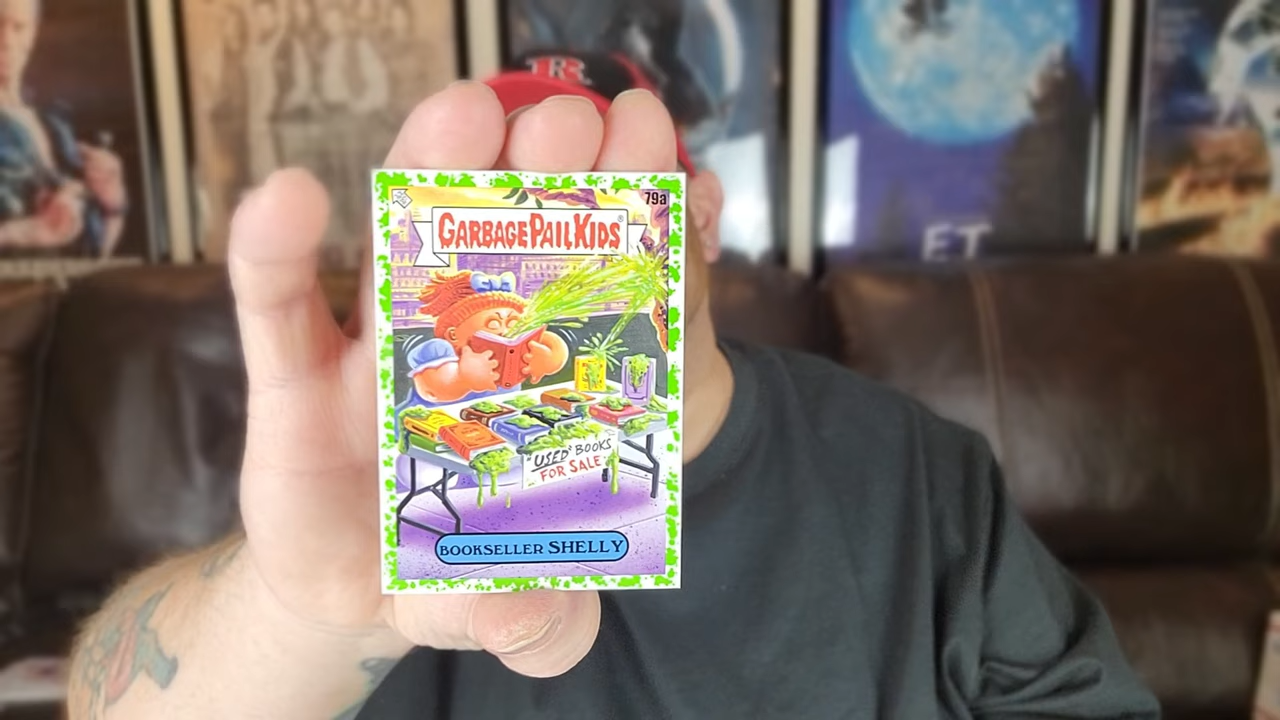 R
E.T.
79a
GARBAGE PAIL KIDS
"USED" BOOKS
FOR SALE
BOOKSELLER SHELLY